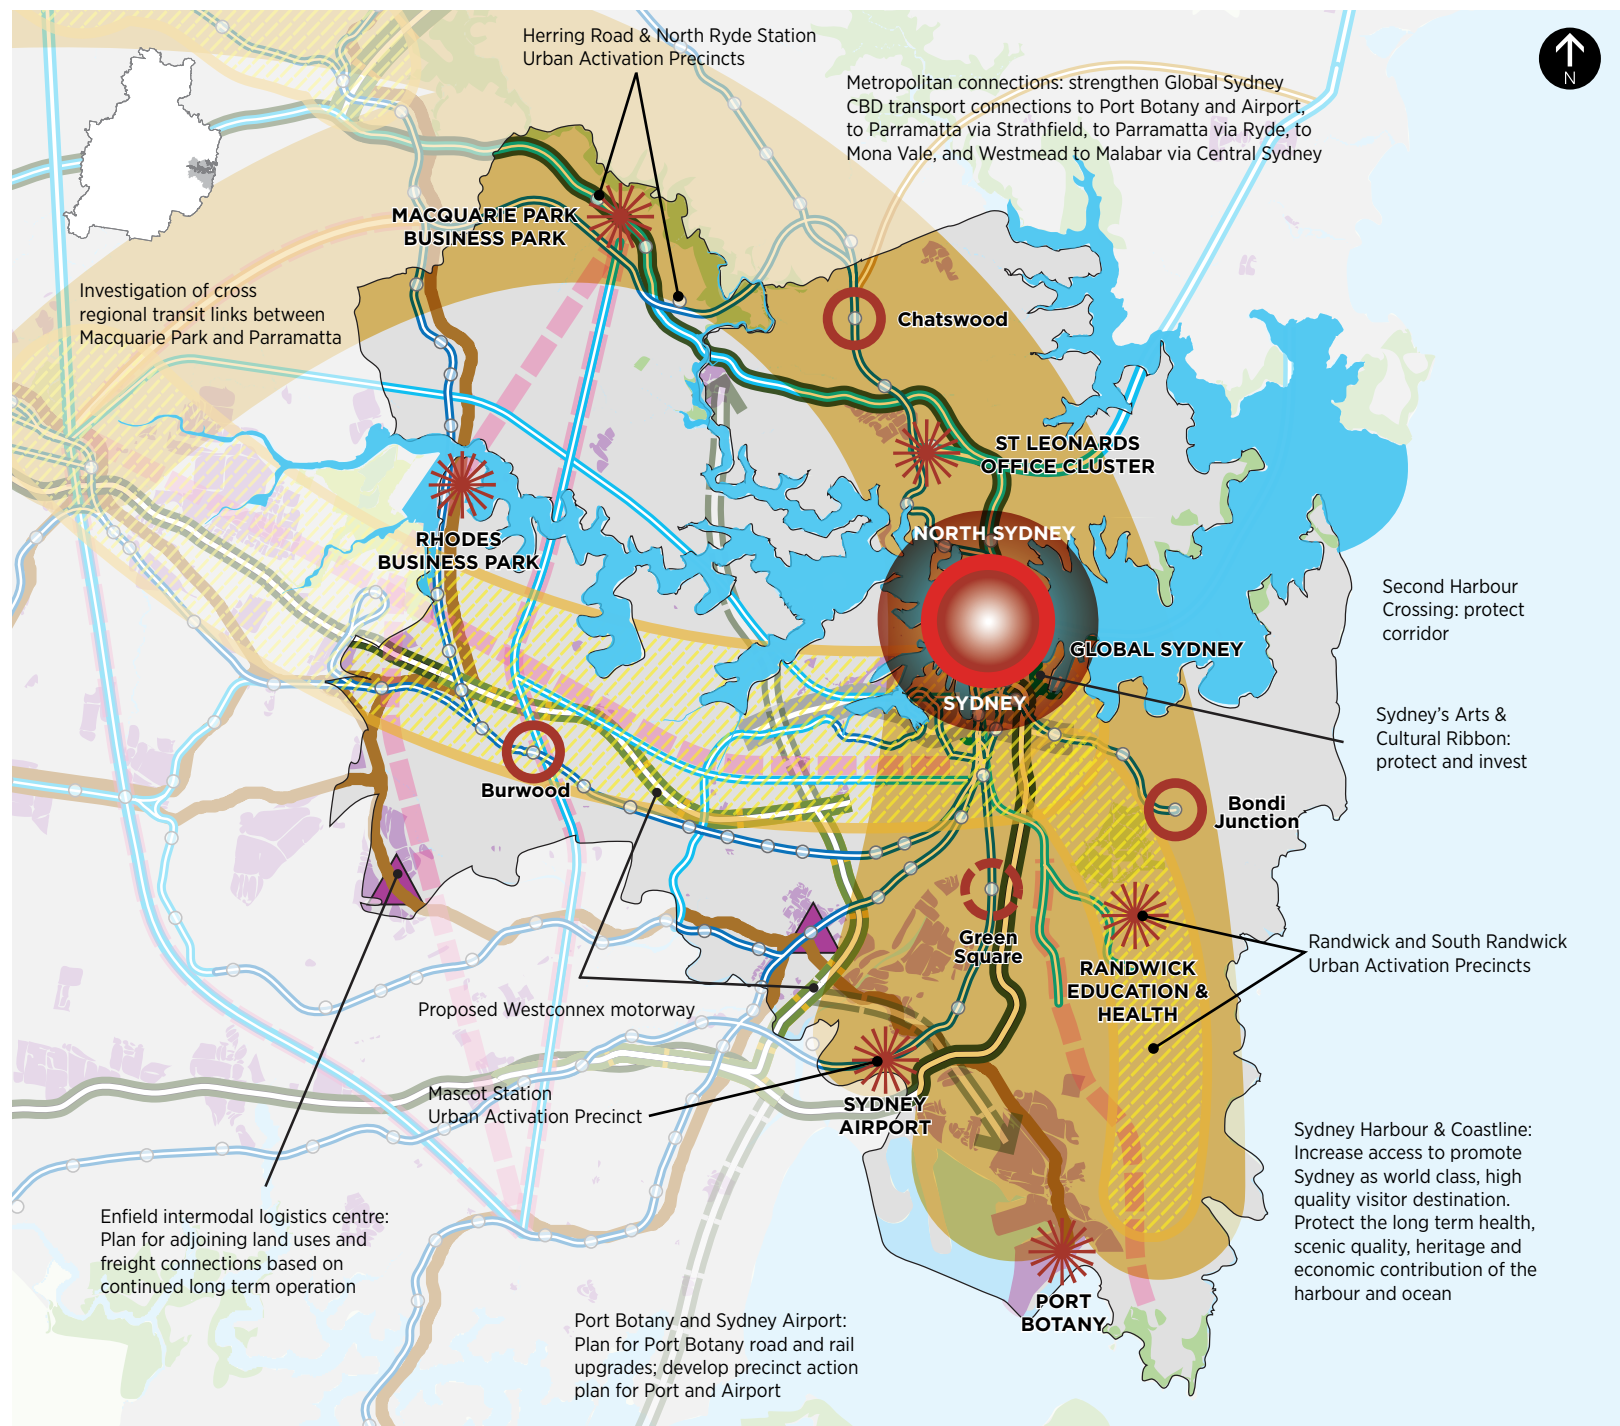 Herring Road & North Ryde Station
Urban Activation Precincts
N
Metropolitan connections: strengthen Global Sydney
CBD transport connections to Port Botany and Airport,
to Parramatta via Strathfield, to Parramatta via Ryde, to
Mona Vale, and Westmead to Malabar via Central Sydney
MACQUARIE PARK
BUSINESS PARK
Investigation of cross
regional transit links between
Macquarie Park and Parramatta
Chatswood
ST LEONARDS
OFFICE CLUSTER
RHODES
BUSINESS PARK
NORTH SYDNEY
GLOBAL SYDNEY
SYDNEY
Second Harbour
Crossing: protect
corridor
Sydney’s Arts &
Cultural Ribbon:
protect and invest
Burwood
Bondi
Junction
Green
Square
RANDWICK
EDUCATION &
HEALTH
Randwick and South Randwick
Urban Activation Precincts
Proposed Westconnex motorway
Mascot Station
Urban Activation Precinct
SYDNEY
AIRPORT
Sydney Harbour & Coastline:
Increase access to promote
Sydney as world class, high
quality visitor destination.
Protect the long term health,
scenic quality, heritage and
economic contribution of the
harbour and ocean
Enfield intermodal logistics centre:
Plan for adjoining land uses and
freight connections based on
continued long term operation
PORT
BOTANY
Port Botany and Sydney Airport:
Plan for Port Botany road and rail
upgrades; develop precinct action
plan for Port and Airport